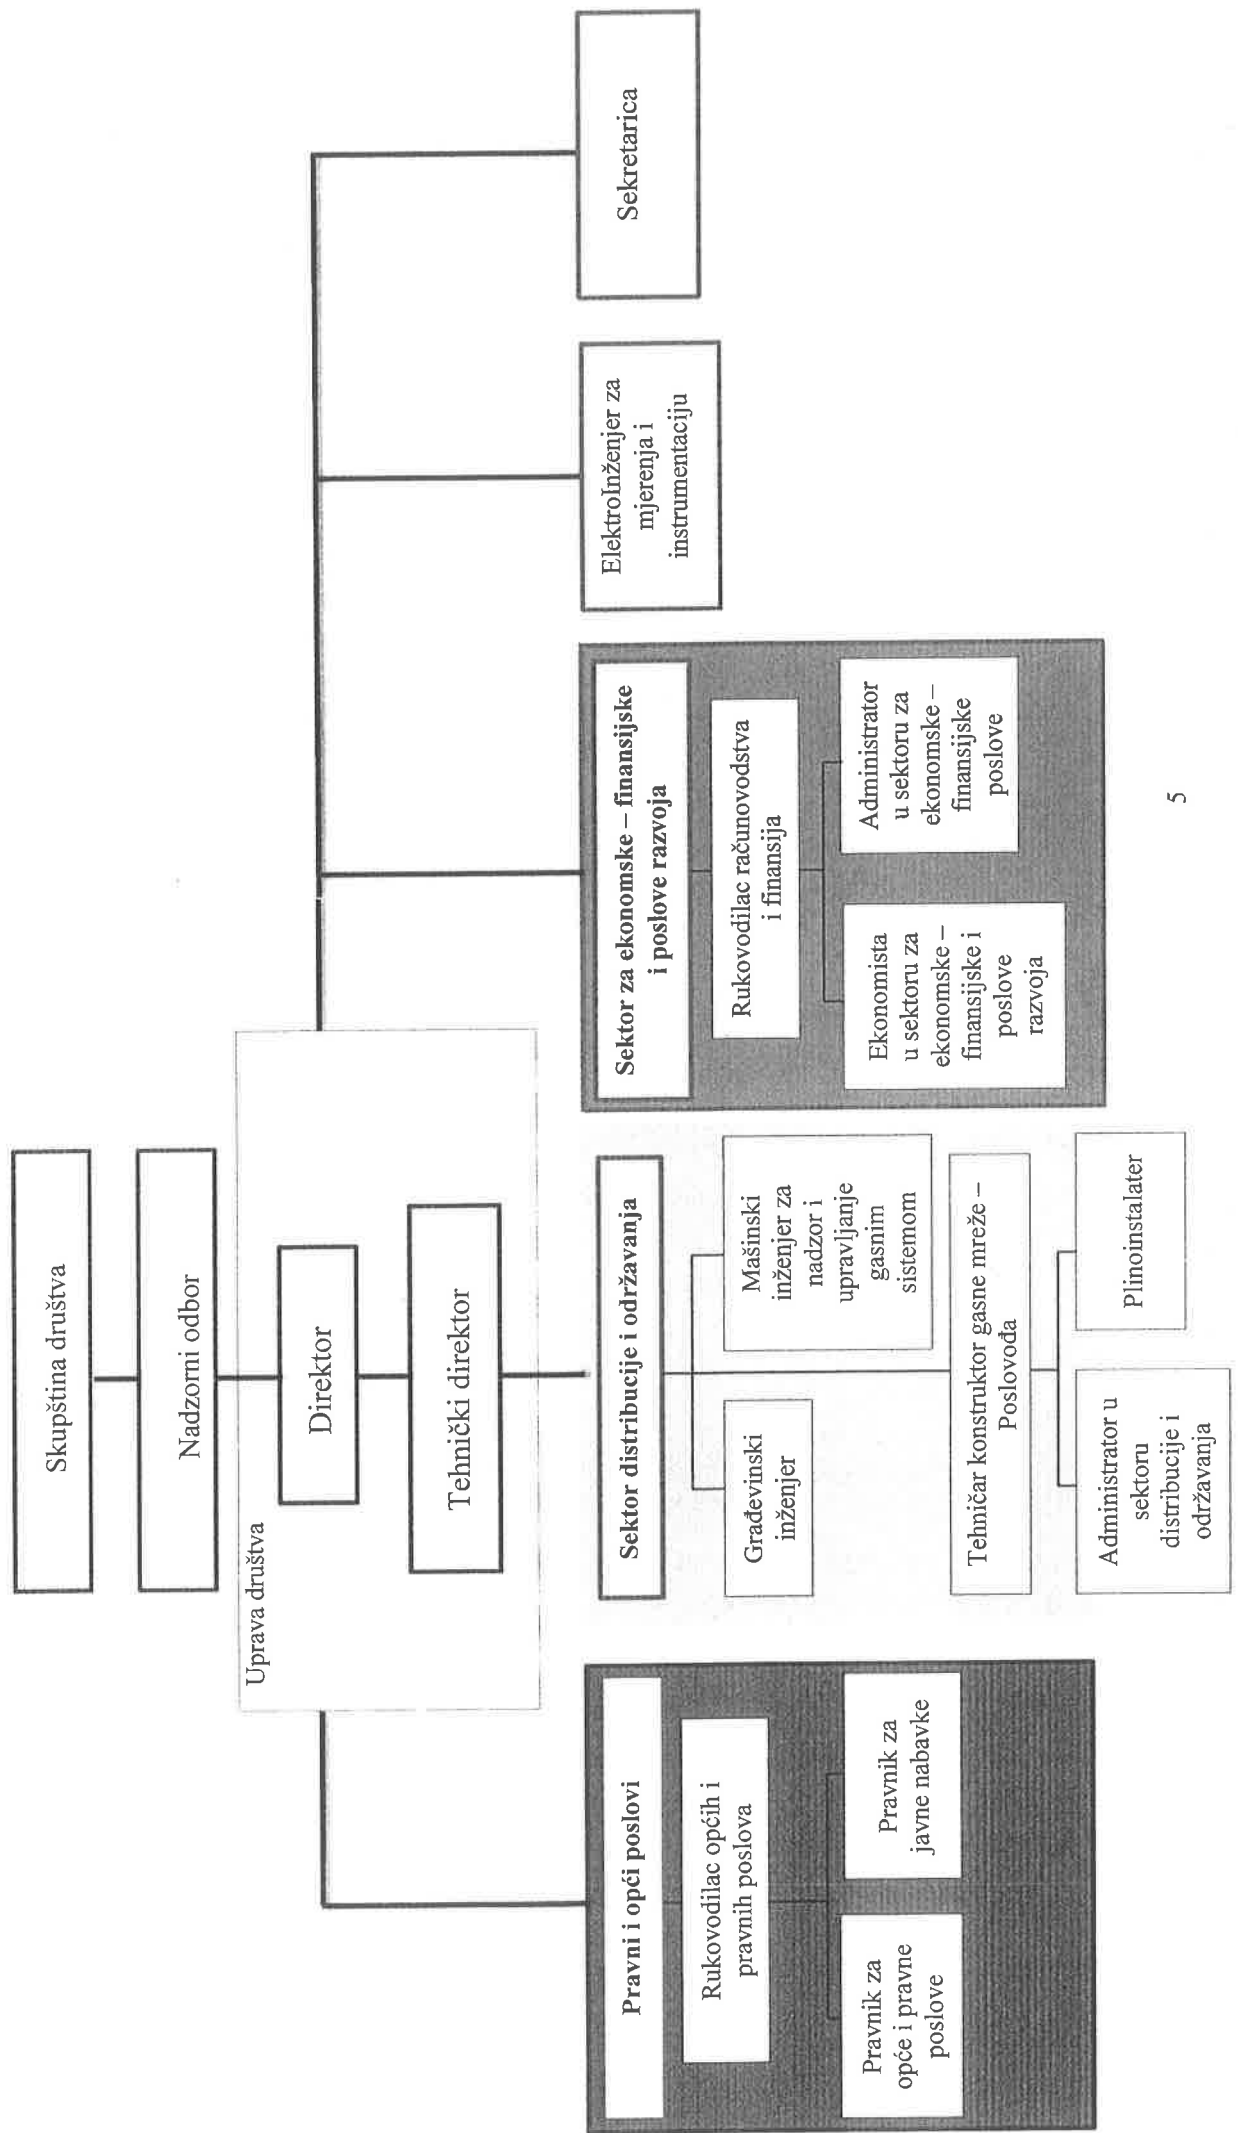 Skupština društva
Nadzorni odbor
Uprava društva
Direktor
Tehnički direktor
Pravni i opći poslovi
Rukovodilac općih i
pravnih poslova
Pravnik za
opće i pravne
poslove
Pravnik za
javne nabavke
Sektor distribucije i održavanja
Građevinski
inženjer
Mašinski
inženjer za
nadzor i
upravljanje
gasnim
sistemom
Tehničar konstruktor gasne mreže –
Poslovođa
Administrator u
sektoru
distribucije i
održavanja
Plinoinstalater
Sektor za ekonomske – finansijske
i poslove razvoja
Rukovodilac računovodstva
i finansija
Ekonomista
u sektoru za
ekonomske –
finansijske i
poslove
razvoja
Administrator
u sektoru za
ekonomske –
finansijske
poslove
ElektroInženjer za
mjerenja i
instrumentaciju
Sekretarica
5